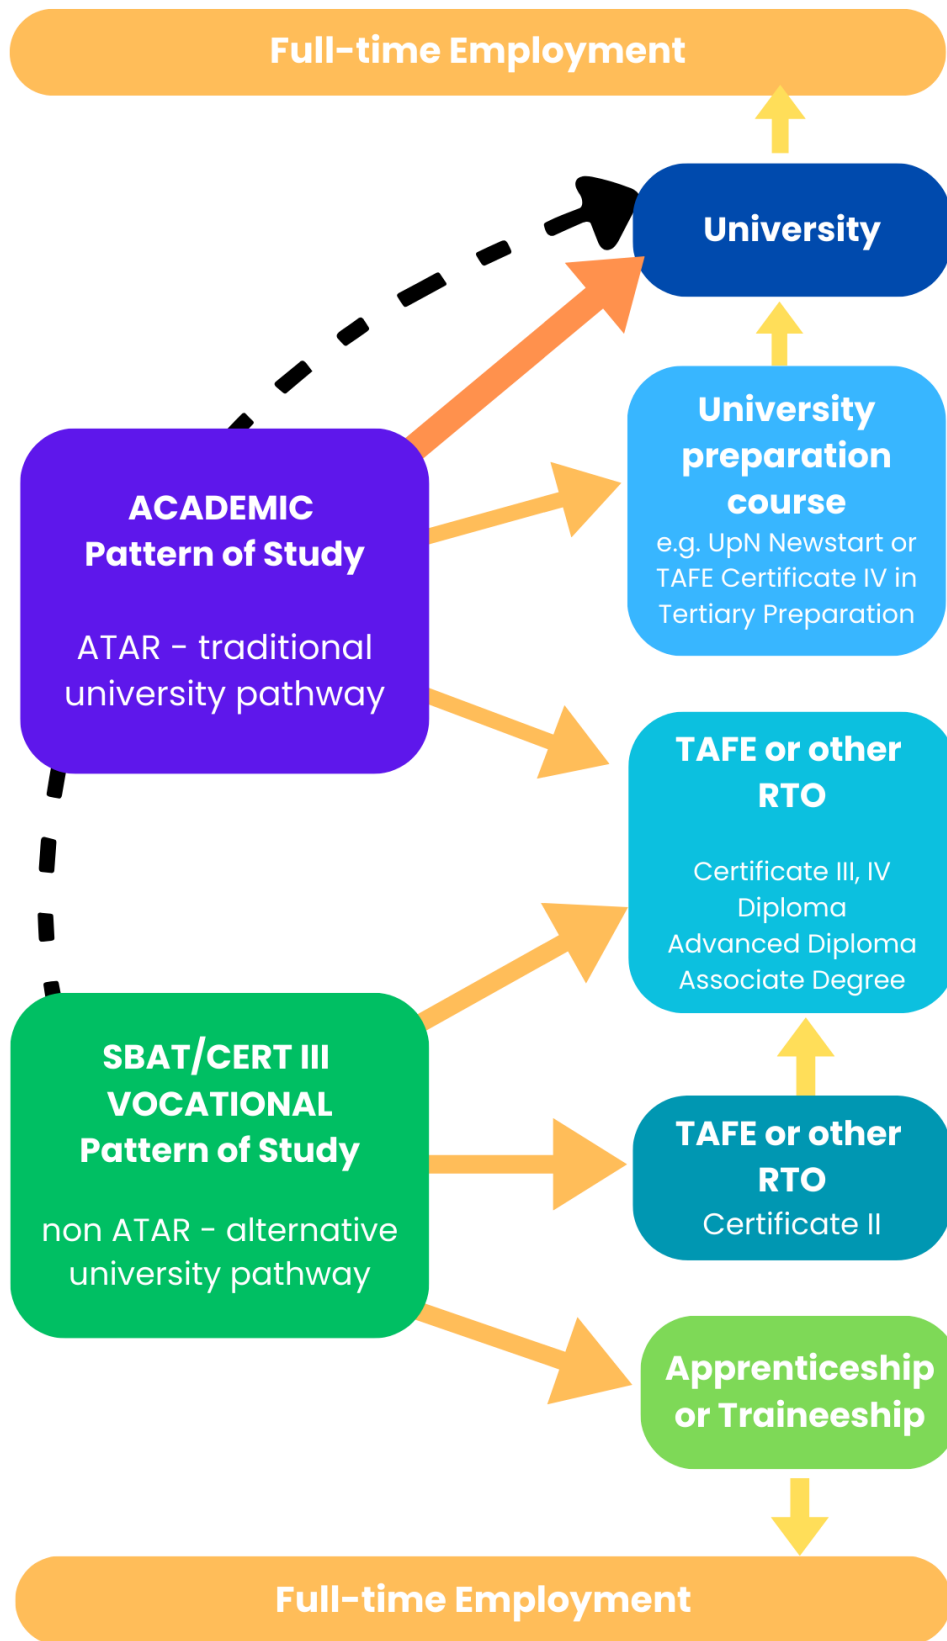 Full-time Employment
University
University
preparation
course
e.g. UpN Newstart or
TAFE Certificate IV in
Tertiary Preparation
ACADEMIC
Pattern of Study
ATAR - traditional
university pathway
TAFE or other
RTO
Certificate III, IV
Diploma
Advanced Diploma
Associate Degree
SBAT/CERT III
VOCATIONAL
Pattern of Study
non ATAR - alternative
university pathway
TAFE or other
RTO
Certificate II
Apprenticeship
or Traineeship
Full-time Employment